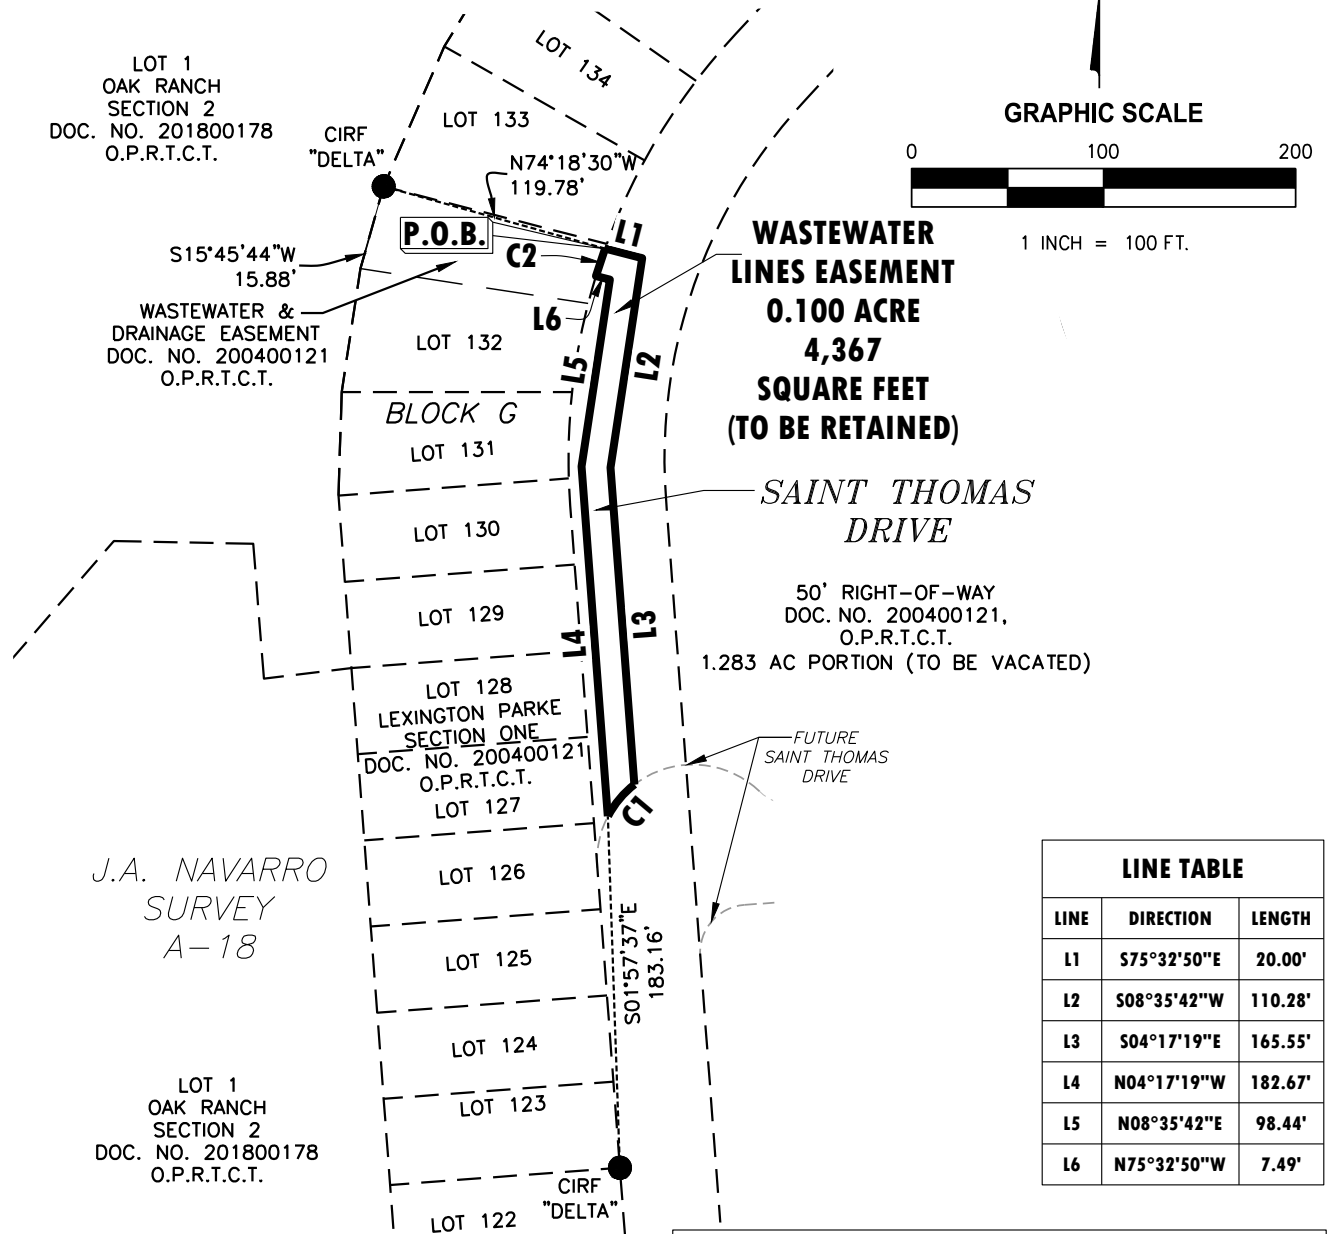 LOT 1
OAK RANCH
SECTION 2
DOC. NO. 201800178
O.P.R.T.C.T.
CIRF
"DELTA"
LOT 134
LOT 133
N74°18'30"W
119.78'
P.O.B.
C2
L1
L6
S15°45'44"W
15.88'
WASTEWATER &
DRAINAGE EASEMENT
DOC. NO. 200400121
O.P.R.T.C.T.
GRAPHIC SCALE
0 100 200
1 INCH = 100 FT.
WASTEWATER
LINES EASEMENT
0.100 ACRE
4,367
SQUARE FEET
(TO BE RETAINED)
LOT 132
L5
L2
BLOCK G
LOT 131
SAINT THOMAS
DRIVE
50' RIGHT-OF-WAY
DOC. NO. 200400121,
O.P.R.T.C.T.
1.283 AC PORTION (TO BE VACATED)
LOT 130
LOT 129
L4
L3
LOT 128
LEXINGTON PARKE
SECTION ONE
DOC. NO. 200400121
O.P.R.T.C.T.
LOT 127
C1
FUTURE
SAINT THOMAS
DRIVE
J.A. NAVARRO
SURVEY
A-18
LOT 126
LOT 125
S01°57'37"E
183.16'
LOT 124
LOT 123
LOT 1
OAK RANCH
SECTION 2
DOC. NO. 201800178
O.P.R.T.C.T.
CIRF
"DELTA"
LOT 122
LINE TABLE
LINE DIRECTION LENGTH
L1 S75°32'50"E 20.00'
L2 S08°35'42"W 110.28'
L3 S04°17'19"E 165.55'
L4 N04°17'19"W 182.67'
L5 N08°35'42"E 98.44'
L6 N75°32'50"W 7.49'